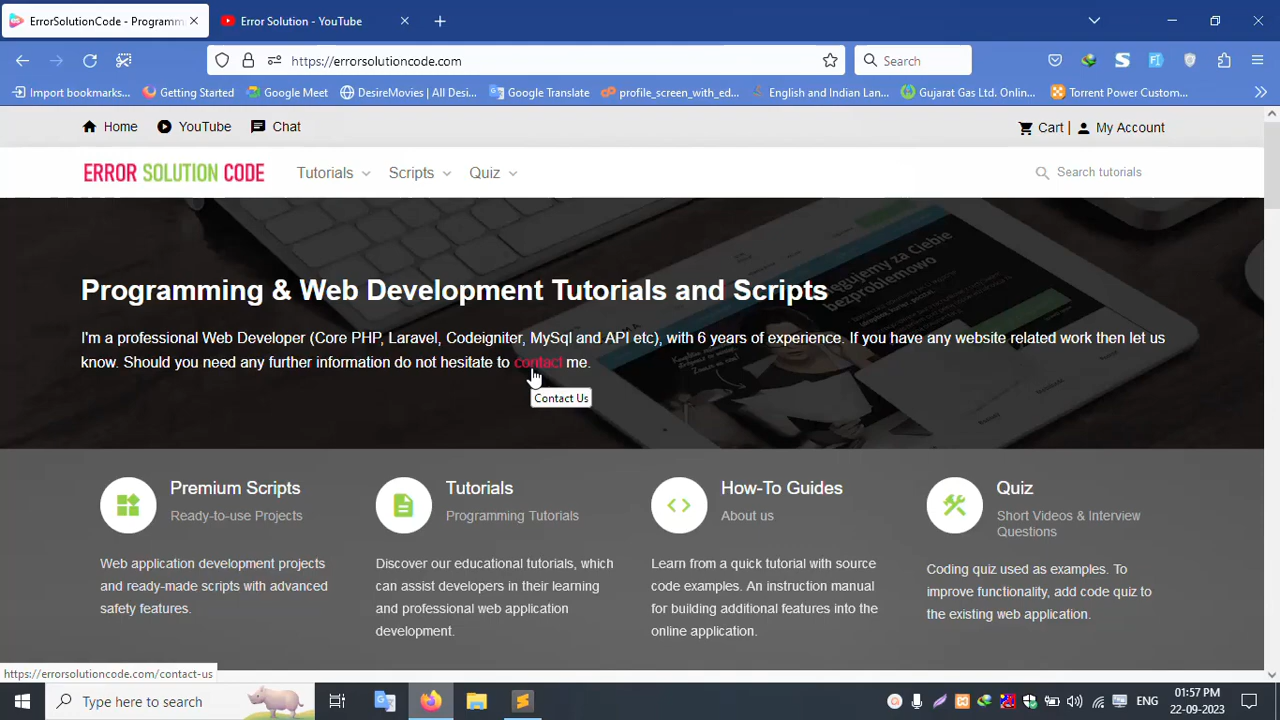 ErrorSolutionCode - Programm
Error Solution - YouTube
https://errorsolutioncode.com
Search
Import bookmarks...
Getting Started
Google Meet
DesireMovies | All Desi...
Google Translate
profile_screen_with_ed...
English and Indian Lan...
Gujarat Gas Ltd. Onlin...
Torrent Power Custom...
Home
YouTube
Chat
Cart |
My Account
ERROR SOLUTION CODE
Tutorials
Scripts
Quiz
Search tutorials
Programming & Web Development Tutorials and Scripts
I'm a professional Web Developer (Core PHP, Laravel, Codeigniter, MySql and API etc), with 6 years of experience. If you have any website related work then let us
know. Should you need any further information do not hesitate to contact me.
Contact Us
Premium Scripts
Ready-to-use Projects
Web application development projects
and ready-made scripts with advanced
safety features.
Tutorials
Programming Tutorials
Discover our educational tutorials, which
can assist developers in their learning
and professional web application
development.
How-To Guides
About us
Learn from a quick tutorial with source
code examples. An instruction manual
for building additional features into the
online application.
Quiz
Short Videos & Interview
Questions
Coding quiz used as examples. To
improve functionality, add code quiz to
the existing web application.
https://errorsolutioncode.com/contact-us
Type here to search
ENG
01:57 PM
22-09-2023